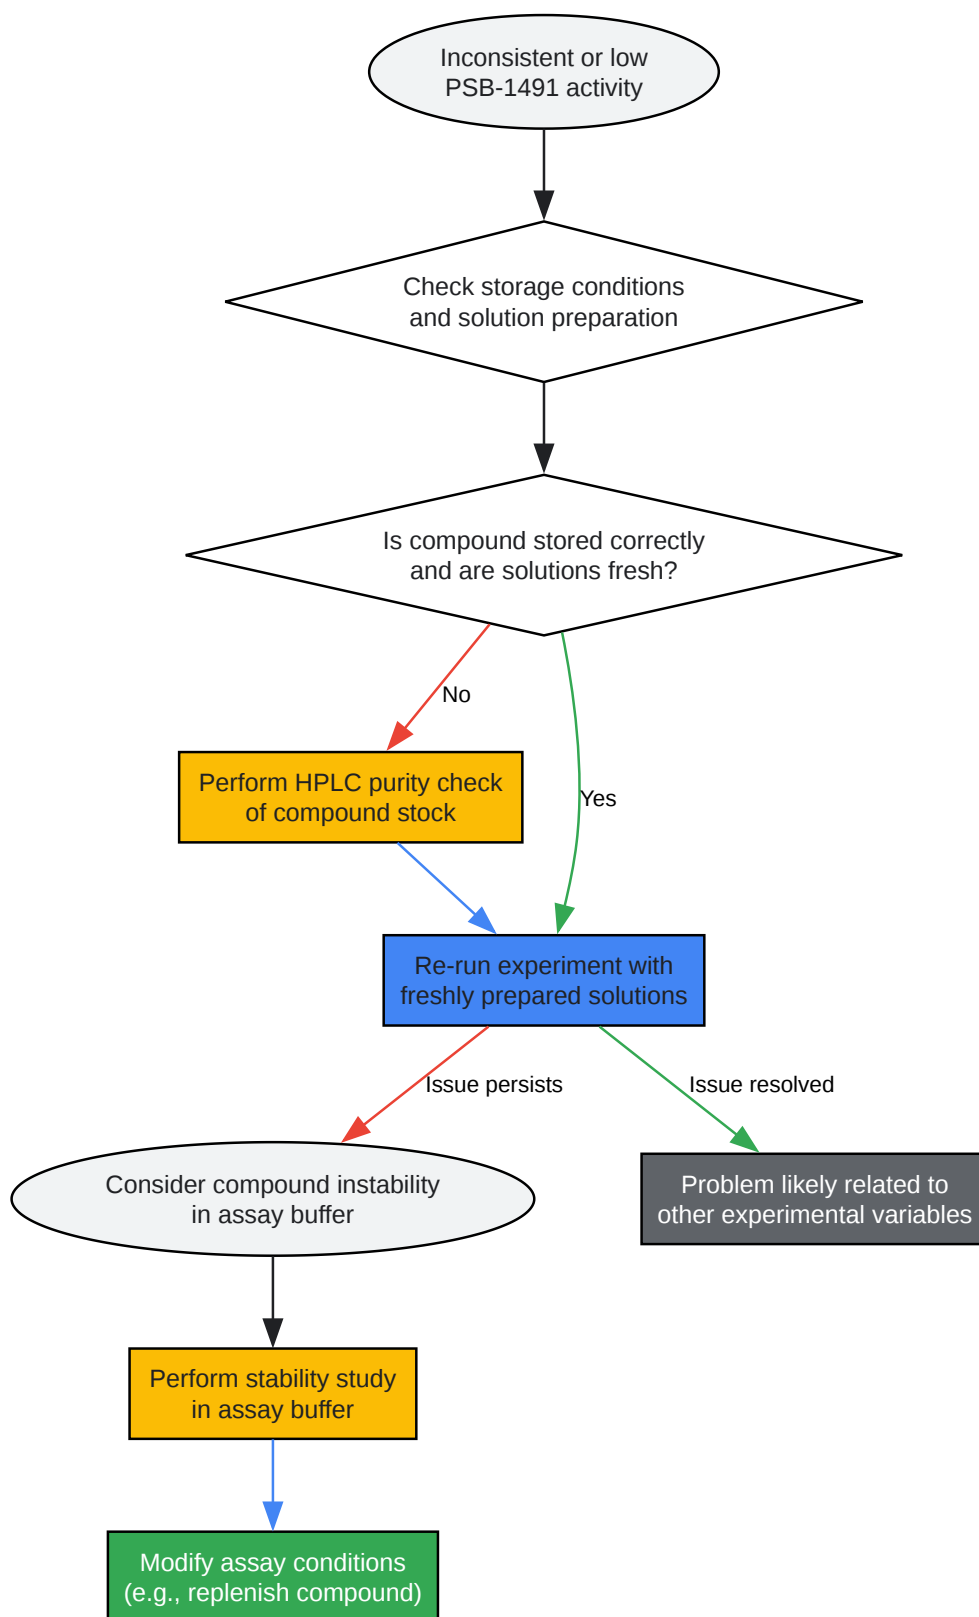 Inconsistent or low
PSB-1491 activity
Check storage conditions
and solution preparation
Is compound stored correctly
and are solutions fresh?
No
Yes
Perform HPLC purity check
of compound stock
Re-run experiment with
freshly prepared solutions
Issue persists
Issue resolved
Consider compound instability
in assay buffer
Problem likely related to
other experimental variables
Perform stability study
in assay buffer
Modify assay conditions
(e.g., replenish compound)